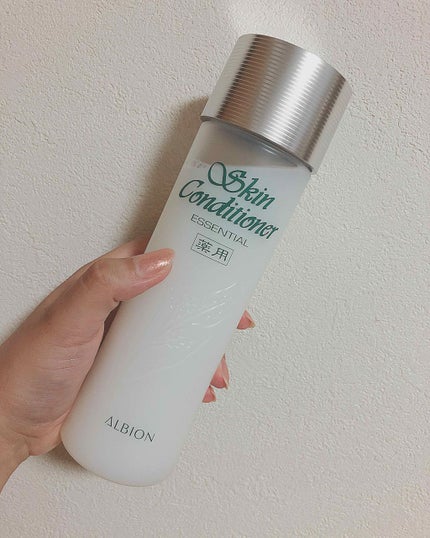 Skin
Conditioner
ESSENTIAL
薬用
ALBION